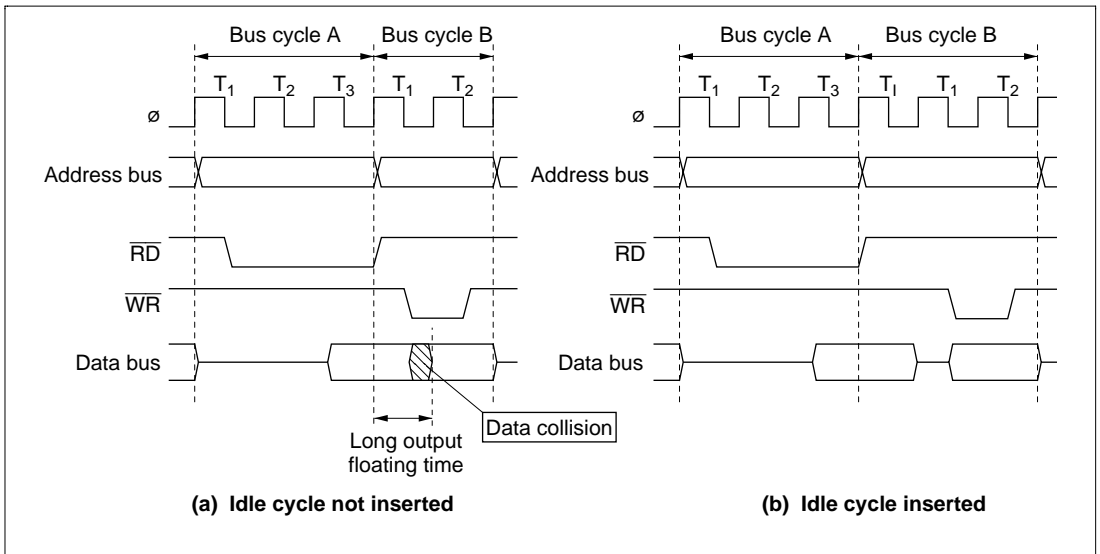 Bus cycle A Bus cycle B
T1 T2 T3 T1 T2
ø
Address bus
RD
WR
Data bus
Data collision
Long output
floating time
(a) Idle cycle not inserted
Bus cycle A Bus cycle B
T1 T2 T3 TI T1 T2
ø
Address bus
RD
WR
Data bus
(b) Idle cycle inserted